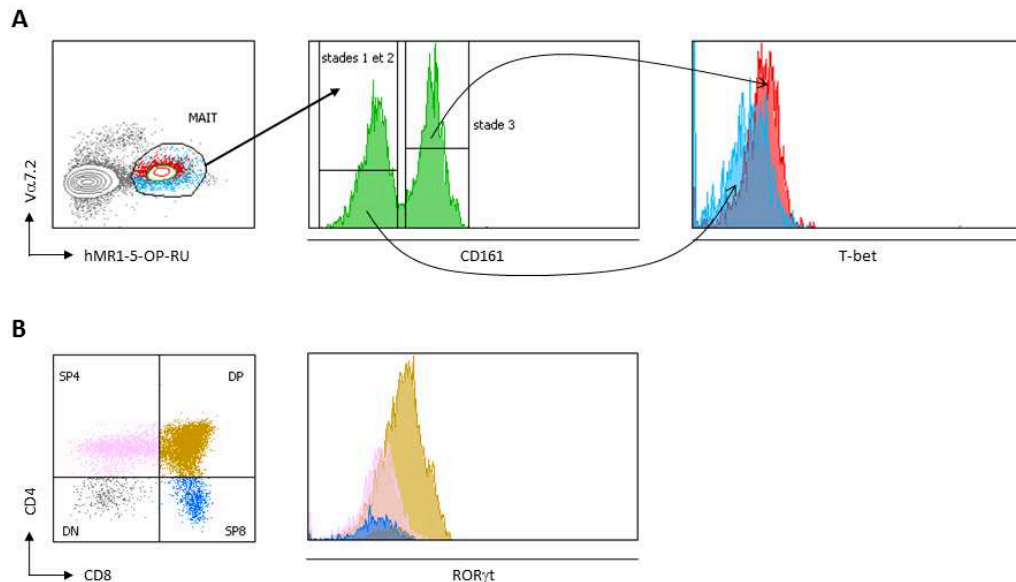 A
MAIT
Vα7.2
hMR1-5-OP-RU
stades 1 et 2
stade 3
CD161
T-bet
B
SP4
DP
DN
SP8
CD4
CD8
RORγt